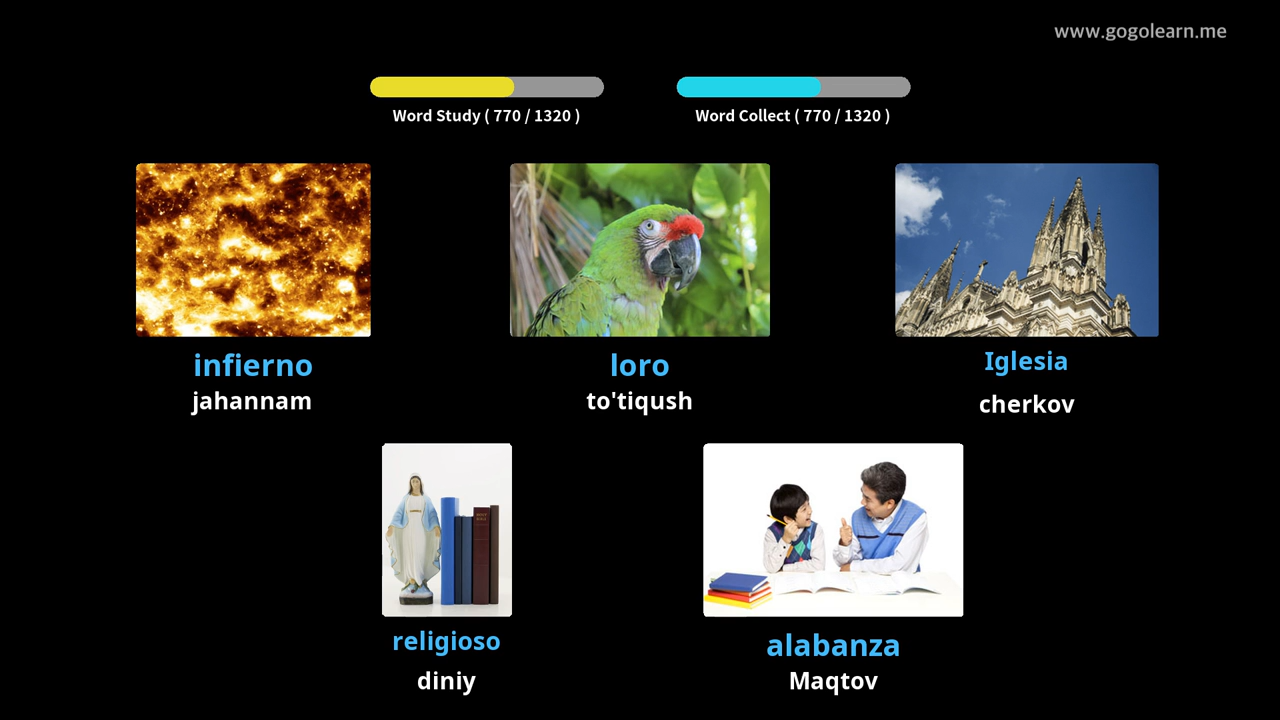 www.gogolearn.me
Word Study ( 770 / 1320 )
Word Collect ( 770 / 1320 )
infierno
jahannam
loro
to'tiqush
Iglesia
cherkov
religioso
diniy
alabanza
Maqtov